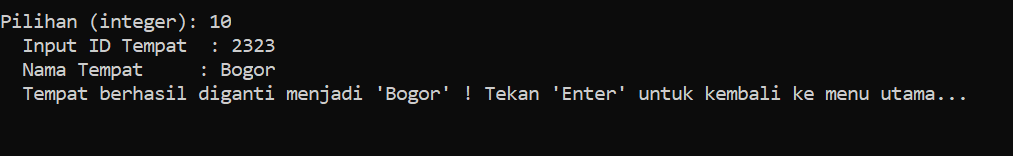 Pilihan (integer): 10
Input ID Tempat  : 2323
Nama Tempat     : Bogor
Tempat berhasil diganti menjadi 'Bogor' ! Tekan 'Enter' untuk kembali ke menu utama...